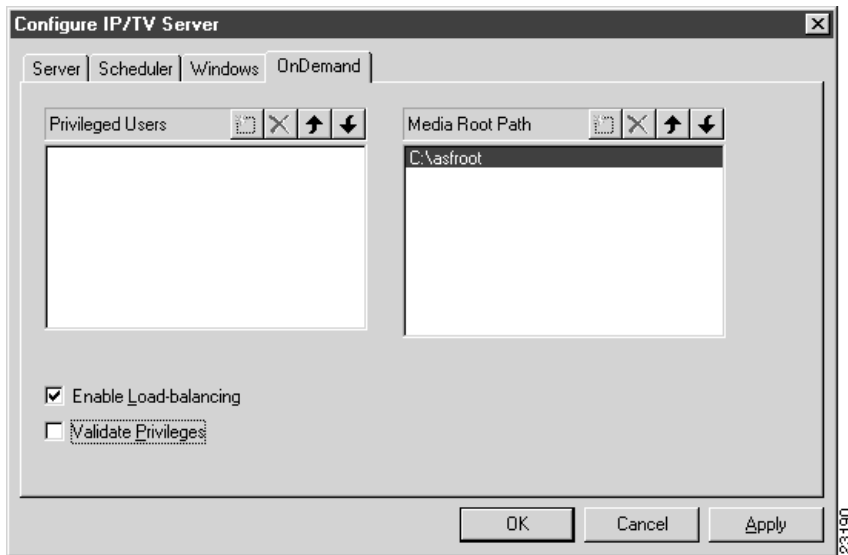 Configure IP/TV Server
Server Scheduler Windows OnDemand
Privileged Users Media Root Path
C:\asfroot
Enable Load-balancing
Validate Privileges
OK Cancel Apply
23190